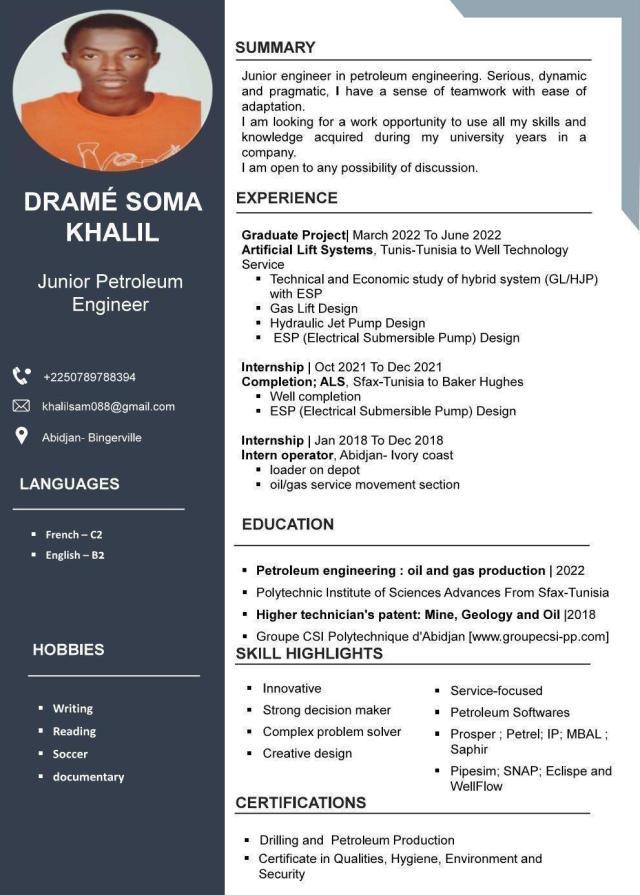 DRAMÉ SOMA
KHALIL
Junior Petroleum
Engineer
+2250789788394
khalilsam088@gmail.com
Abidjan- Bingerville
LANGUAGES
▪ French – C2
▪ English – B2
HOBBIES
▪ Writing
▪ Reading
▪ Soccer
▪ documentary
SUMMARY
Junior engineer in petroleum engineering. Serious, dynamic
and pragmatic, I have a sense of teamwork with ease of
adaptation.
I am looking for a work opportunity to use all my skills and
knowledge acquired during my university years in a
company.
I am open to any possibility of discussion.
EXPERIENCE
Graduate Project| March 2022 To June 2022
Artificial Lift Systems, Tunis-Tunisia to Well Technology
Service
▪ Technical and Economic study of hybrid system (GL/HJP)
with ESP
▪ Gas Lift Design
▪ Hydraulic Jet Pump Design
▪ ESP (Electrical Submersible Pump) Design
Internship | Oct 2021 To Dec 2021
Completion; ALS, Sfax-Tunisia to Baker Hughes
▪ Well completion
▪ ESP (Electrical Submersible Pump) Design
Internship | Jan 2018 To Dec 2018
Intern operator, Abidjan- Ivory coast
▪ loader on depot
▪ oil/gas service movement section
EDUCATION
▪ Petroleum engineering : oil and gas production | 2022
▪ Polytechnic Institute of Sciences Advances From Sfax-Tunisia
▪ Higher technician's patent: Mine, Geology and Oil |2018
▪ Groupe CSI Polytechnique d'Abidjan [www.groupecsi-pp.com]
SKILL HIGHLIGHTS
▪ Innovative
▪ Strong decision maker
▪ Complex problem solver
▪ Creative design
▪ Service-focused
▪ Petroleum Softwares
▪ Prosper ; Petrel; IP; MBAL ;
Saphir
▪ Pipesim; SNAP; Eclispe and
WellFlow
CERTIFICATIONS
▪ Drilling and Petroleum Production
▪ Certificate in Qualities, Hygiene, Environment and
Security